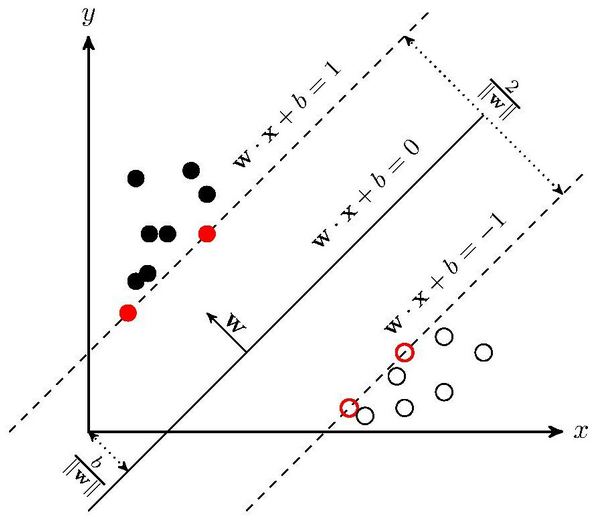 y
w · x + b = 1
2
‖w‖
w · x + b = 0
w · x + b = −1
w
x
b
‖w‖